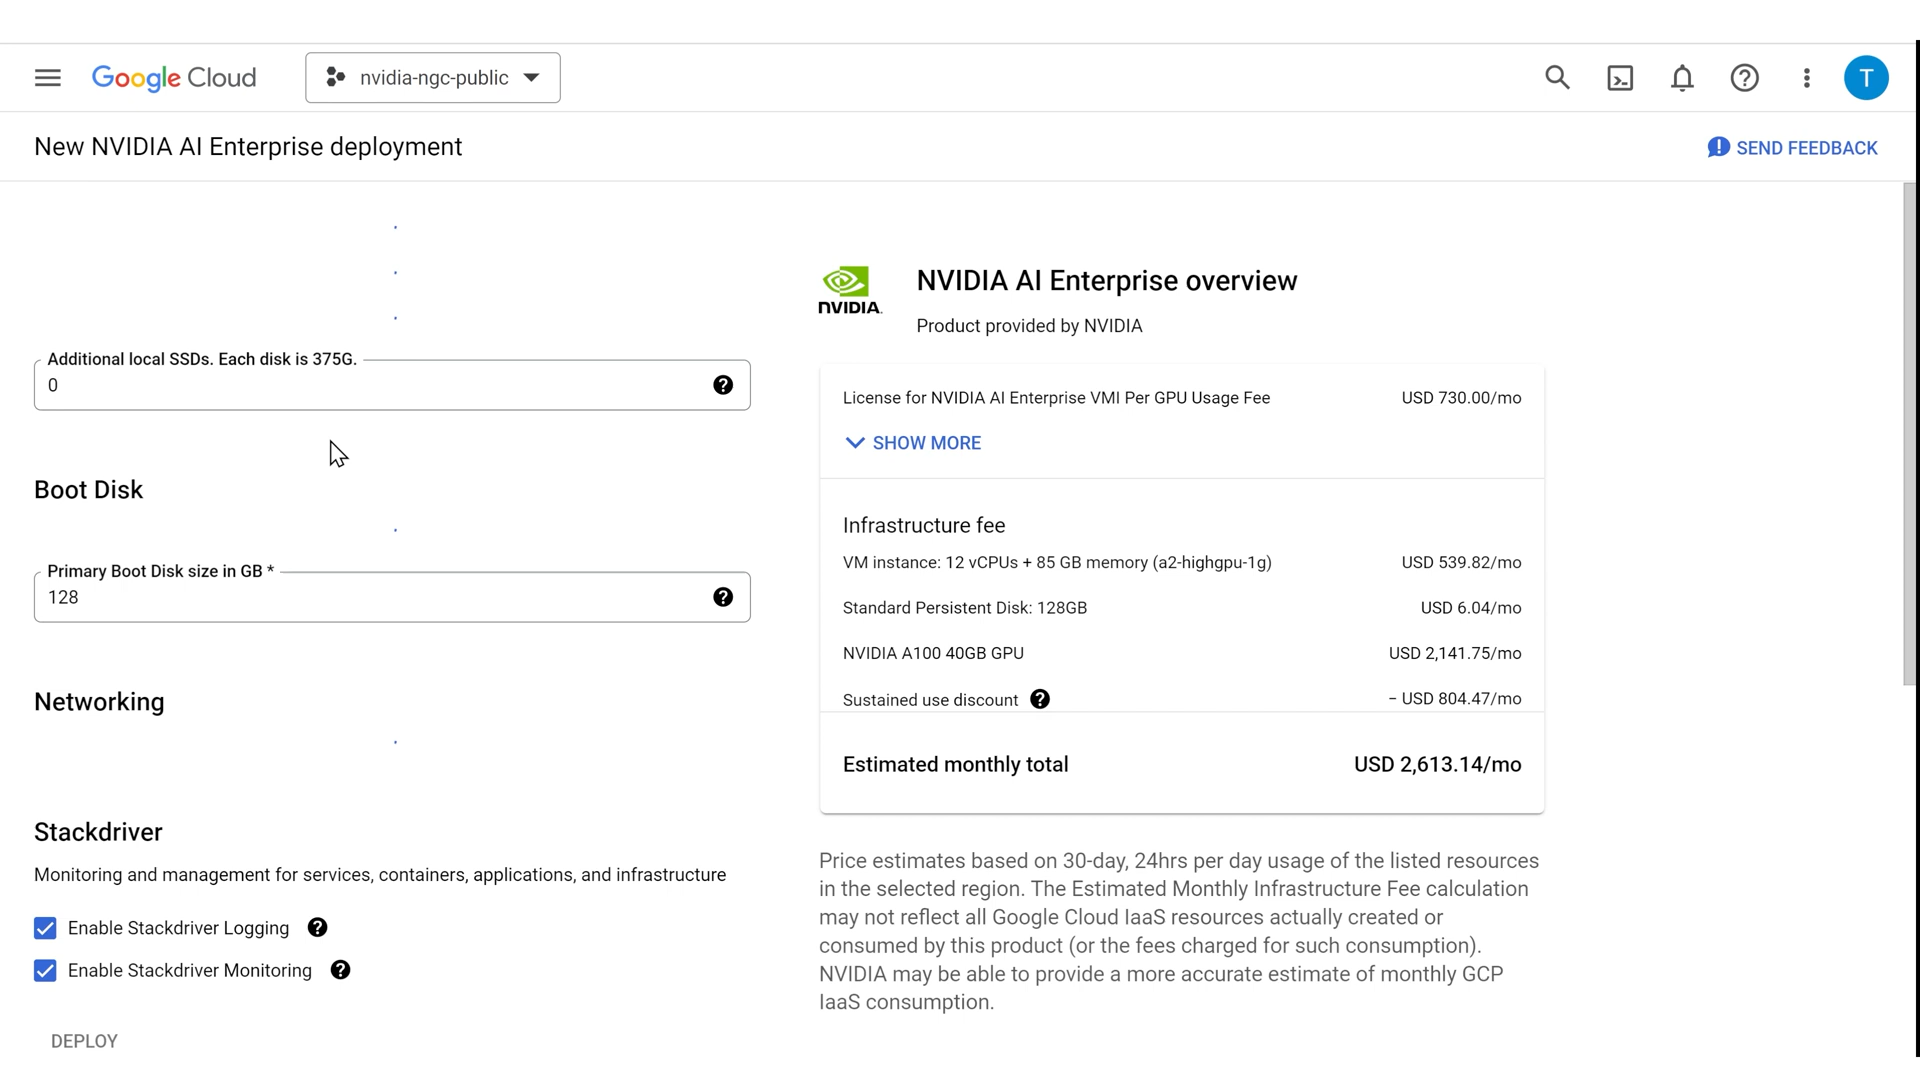 Google Cloud
nvidia-ngc-public
T
New NVIDIA AI Enterprise deployment
SEND FEEDBACK
Additional local SSDs. Each disk is 375G.
0
Boot Disk
Primary Boot Disk size in GB *
128
Networking
Stackdriver
Monitoring and management for services, containers, applications, and infrastructure
Enable Stackdriver Logging
Enable Stackdriver Monitoring
DEPLOY
NVIDIA.
NVIDIA AI Enterprise overview
Product provided by NVIDIA
License for NVIDIA AI Enterprise VMI Per GPU Usage Fee USD 730.00/mo
SHOW MORE
Infrastructure fee
VM instance: 12 vCPUs + 85 GB memory (a2-highgpu-1g) USD 539.82/mo
Standard Persistent Disk: 128GB USD 6.04/mo
NVIDIA A100 40GB GPU USD 2,141.75/mo
Sustained use discount − USD 804.47/mo
Estimated monthly total USD 2,613.14/mo
Price estimates based on 30-day, 24hrs per day usage of the listed resources
in the selected region. The Estimated Monthly Infrastructure Fee calculation
may not reflect all Google Cloud IaaS resources actually created or
consumed by this product (or the fees charged for such consumption).
NVIDIA may be able to provide a more accurate estimate of monthly GCP
IaaS consumption.